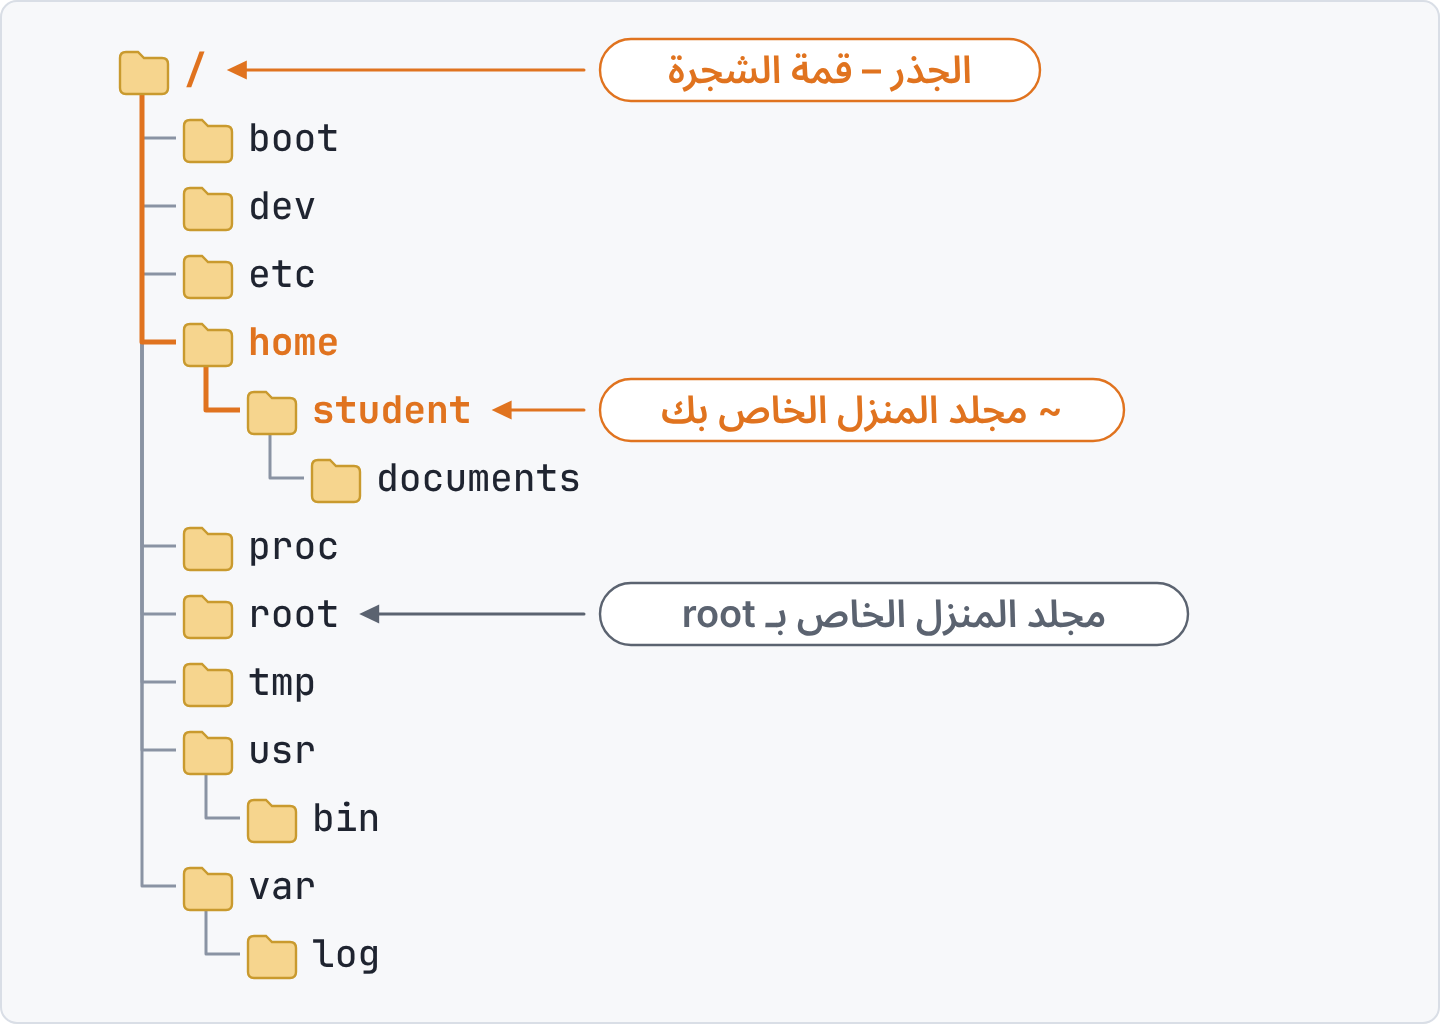 /
الجذر – قمة الشجرة
boot
dev
etc
home
student
~ مجلد المنزل الخاص بك
documents
proc
root
مجلد المنزل الخاص بـ root
tmp
usr
bin
var
log